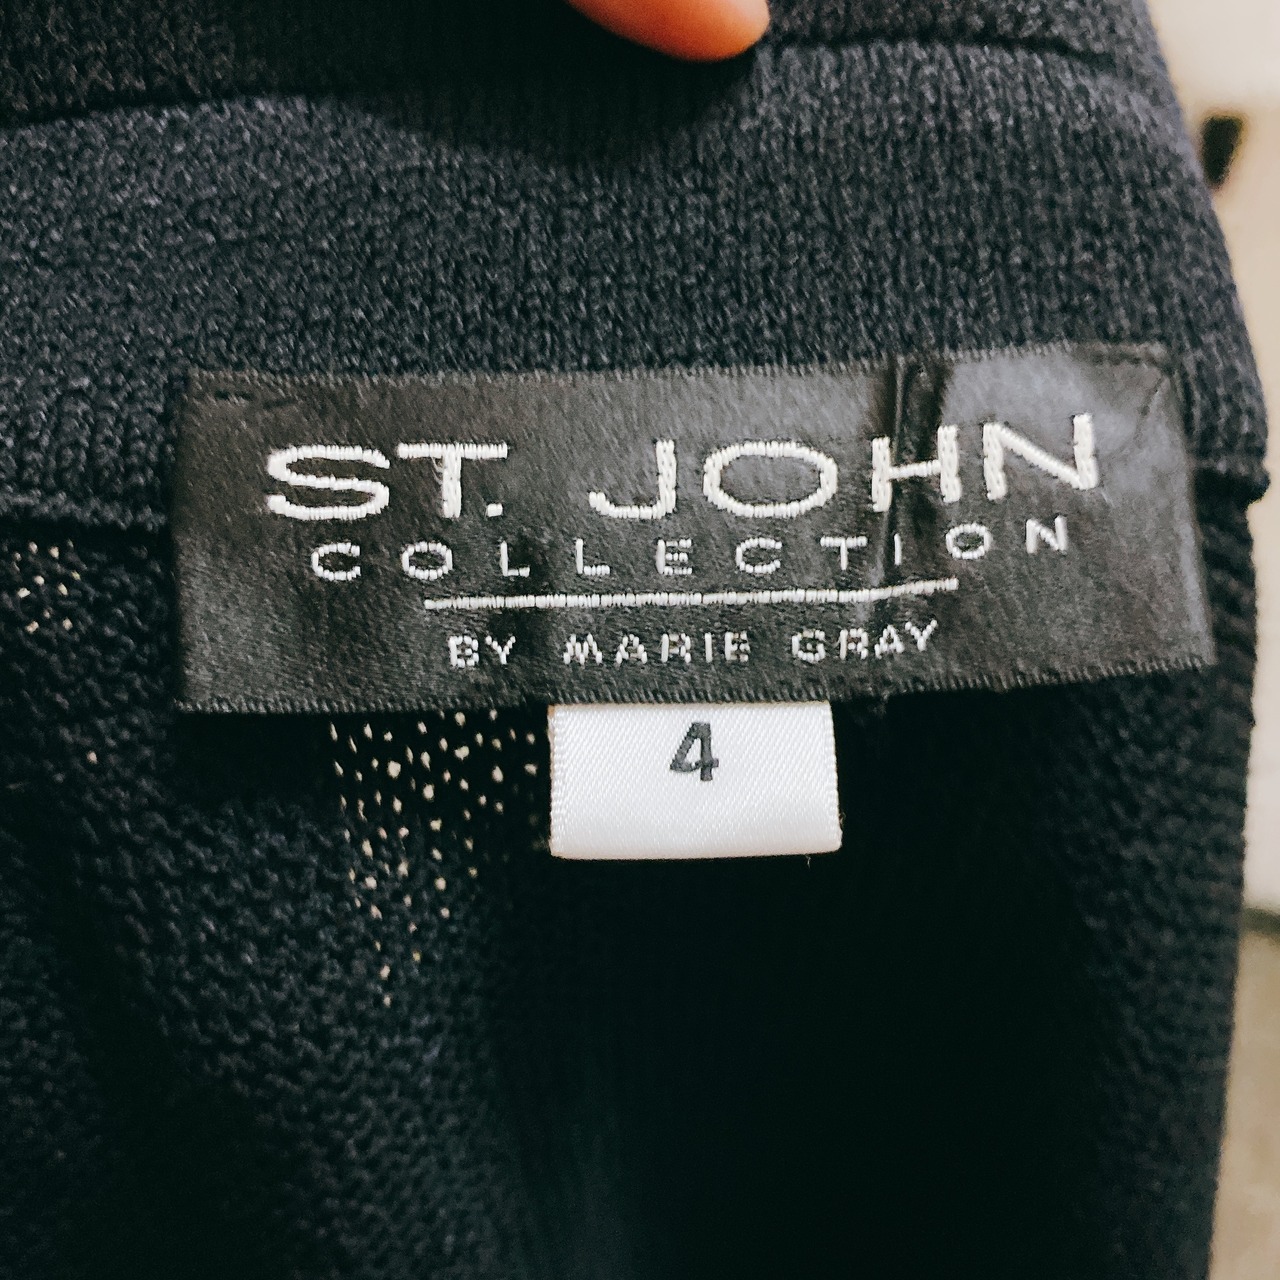 ST. JOHN
COLLECTION
BY MARIE GRAY
4